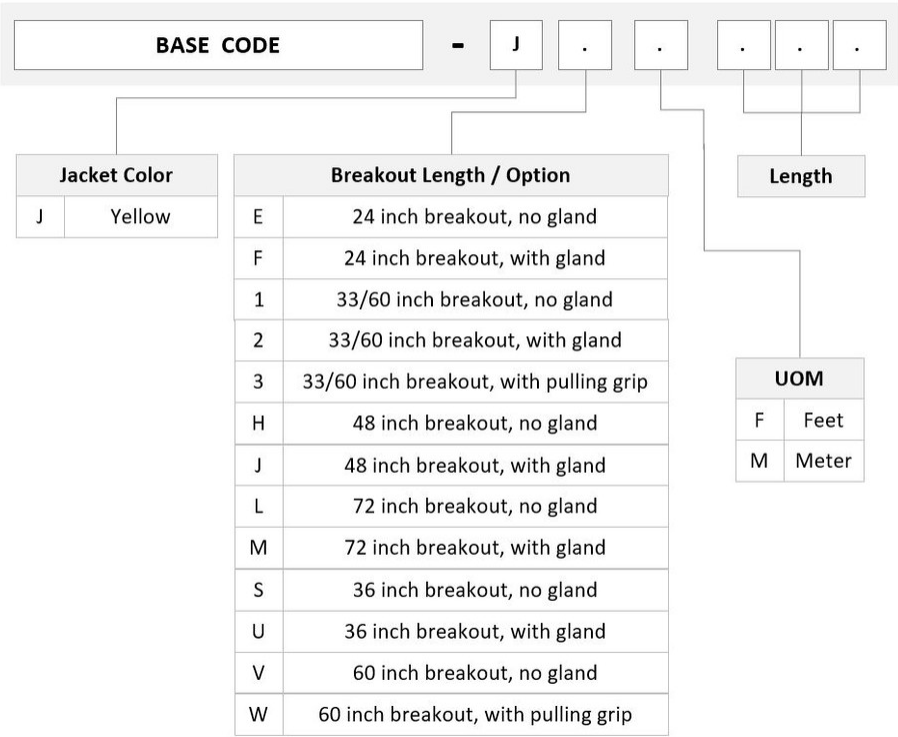 BASE CODE - J . . . . .
Jacket Color
J Yellow
Breakout Length / Option
E 24 inch breakout, no gland
F 24 inch breakout, with gland
1 33/60 inch breakout, no gland
2 33/60 inch breakout, with gland
3 33/60 inch breakout, with pulling grip
H 48 inch breakout, no gland
J 48 inch breakout, with gland
L 72 inch breakout, no gland
M 72 inch breakout, with gland
S 36 inch breakout, no gland
U 36 inch breakout, with gland
V 60 inch breakout, no gland
W 60 inch breakout, with pulling grip
Length
UOM
F Feet
M Meter